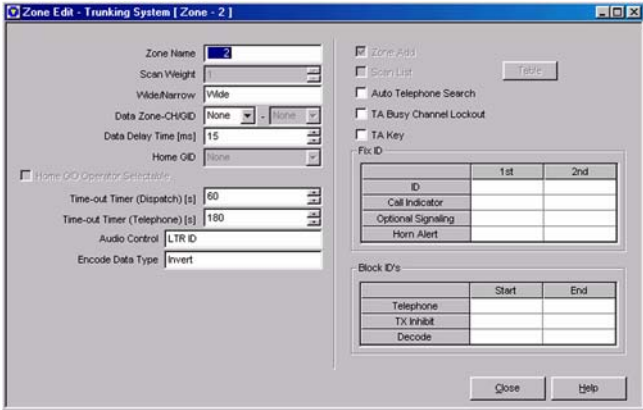 Zone Edit - Trunking System [ Zone - 2 ]
Zone Name 2
Scan Weight 1
Wide/Narrow Wide
Data Zone-CH/GID None - None
Data Delay Time [ms] 15
Home GID None
Home GID Operator Selectable
Time-out Timer (Dispatch) [s] 60
Time-out Timer (Telephone) [s] 180
Audio Control LTR ID
Encode Data Type Invert
Zone Add
Scan List Table
Auto Telephone Search
TA Busy Channel Lockout
TA Key
Fix ID
1st 2nd
ID
Call Indicator
Optional Signaling
Horn Alert
Block ID's
Start End
Telephone
TX Inhibit
Decode
Close Help